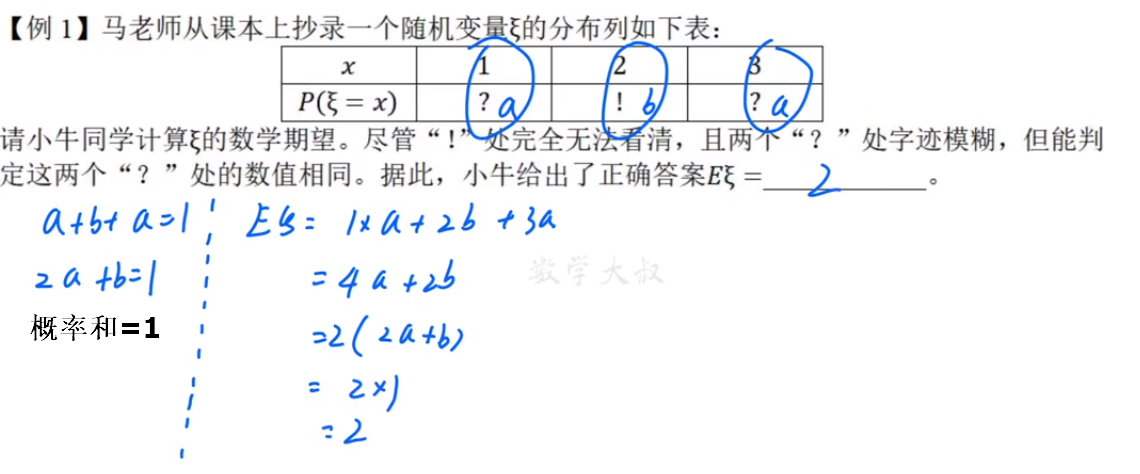 【例 1】马老师从课本上抄录一个随机变量ξ的分布列如下表：
x 1 2 3
P(ξ = x) ? a ! b ? a
请小牛同学计算ξ的数学期望。尽管“！”处完全无法看清，且两个“？”处字迹模糊，但能判
定这两个“？”处的数值相同。据此，小牛给出了正确答案Eξ =2。
a+b+a=1 Eξ= 1×a+2b+3a
2a+b=1 =4a+2b
数学大叔
概率和=1 =2(2a+b)
= 2×1
=2